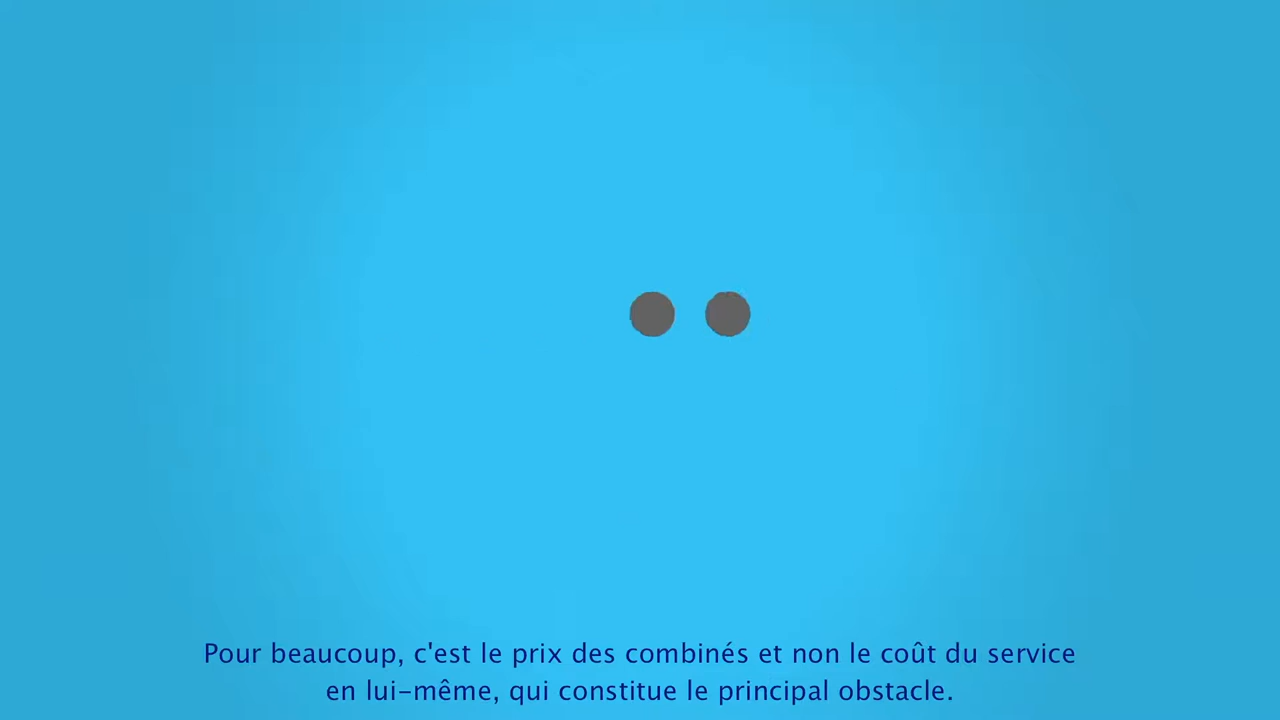 Pour beaucoup, c'est le prix des combinés et non le coût du service
en lui-même, qui constitue le principal obstacle.